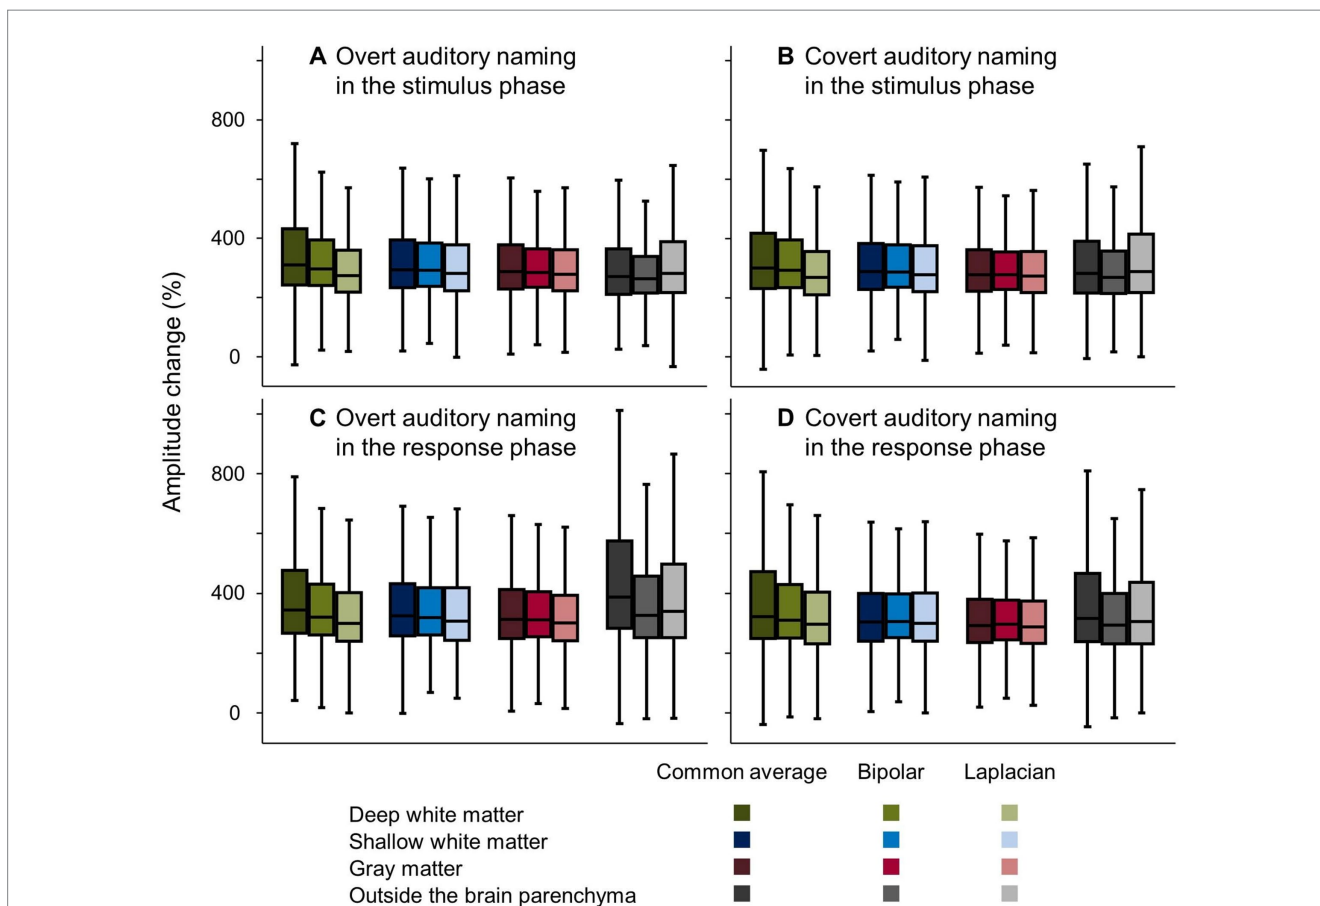 A Overt auditory naming
in the stimulus phase
B Covert auditory naming
in the stimulus phase
800
400
0
Amplitude change (%)
C Overt auditory naming
in the response phase
D Covert auditory naming
in the response phase
800
400
0
Common average Bipolar Laplacian
Deep white matter
Shallow white matter
Gray matter
Outside the brain parenchyma